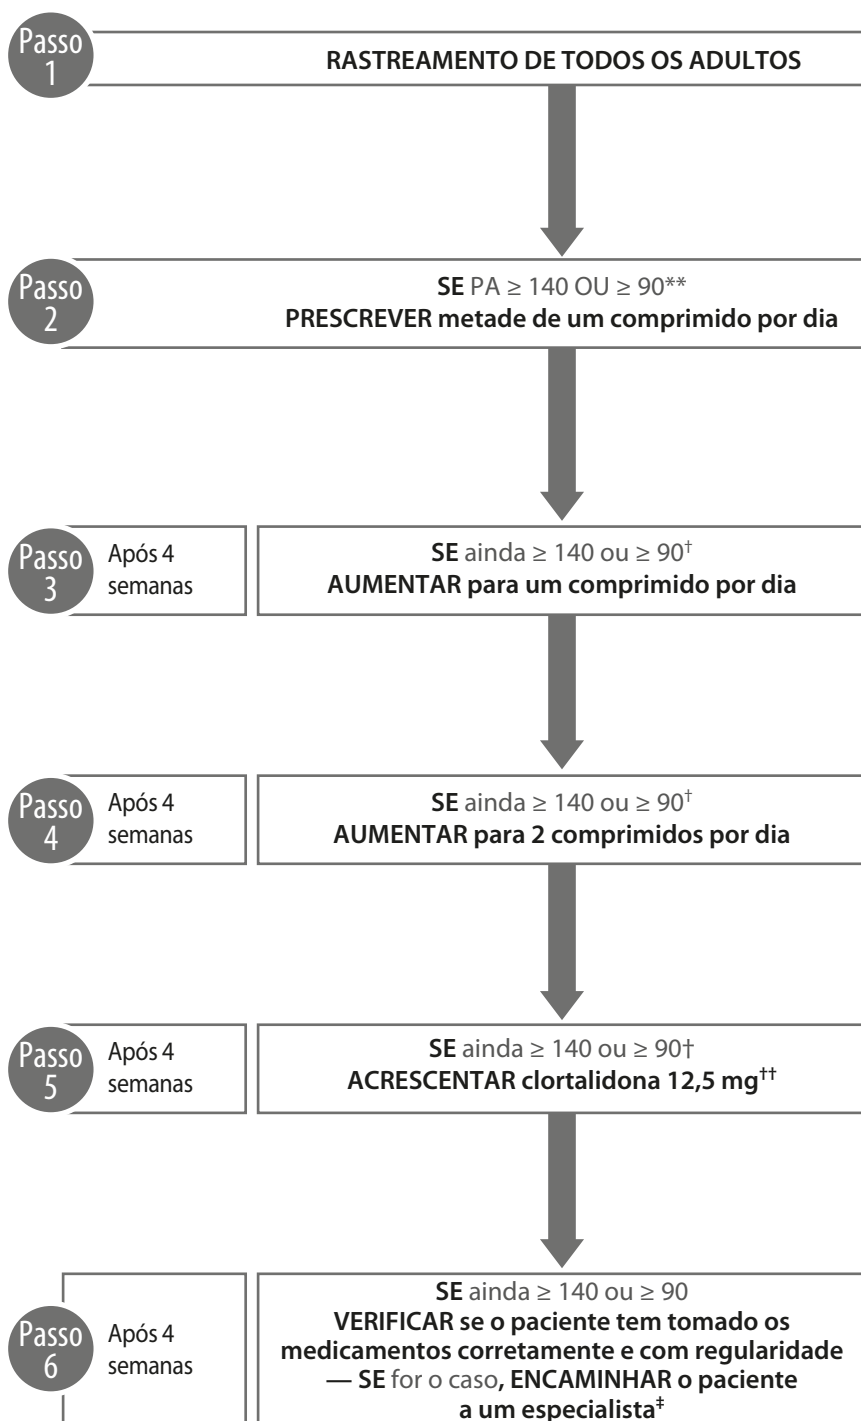 Passo
1
RASTREAMENTO DE TODOS OS ADULTOS
Passo
2
SE PA ≥ 140 OU ≥ 90**
PRESCREVER metade de um comprimido por dia
Passo
3
Após 4
semanas
SE ainda ≥ 140 ou ≥ 90†
AUMENTAR para um comprimido por dia
Passo
4
Após 4
semanas
SE ainda ≥ 140 ou ≥ 90†
AUMENTAR para 2 comprimidos por dia
Passo
5
Após 4
semanas
SE ainda ≥ 140 ou ≥ 90†
ACRESCENTAR clortalidona 12,5 mg††
Passo
6
Após 4
semanas
SE ainda ≥ 140 ou ≥ 90
VERIFICAR se o paciente tem tomado os
medicamentos corretamente e com regularidade
— SE for o caso, ENCAMINHAR o paciente
a um especialista‡